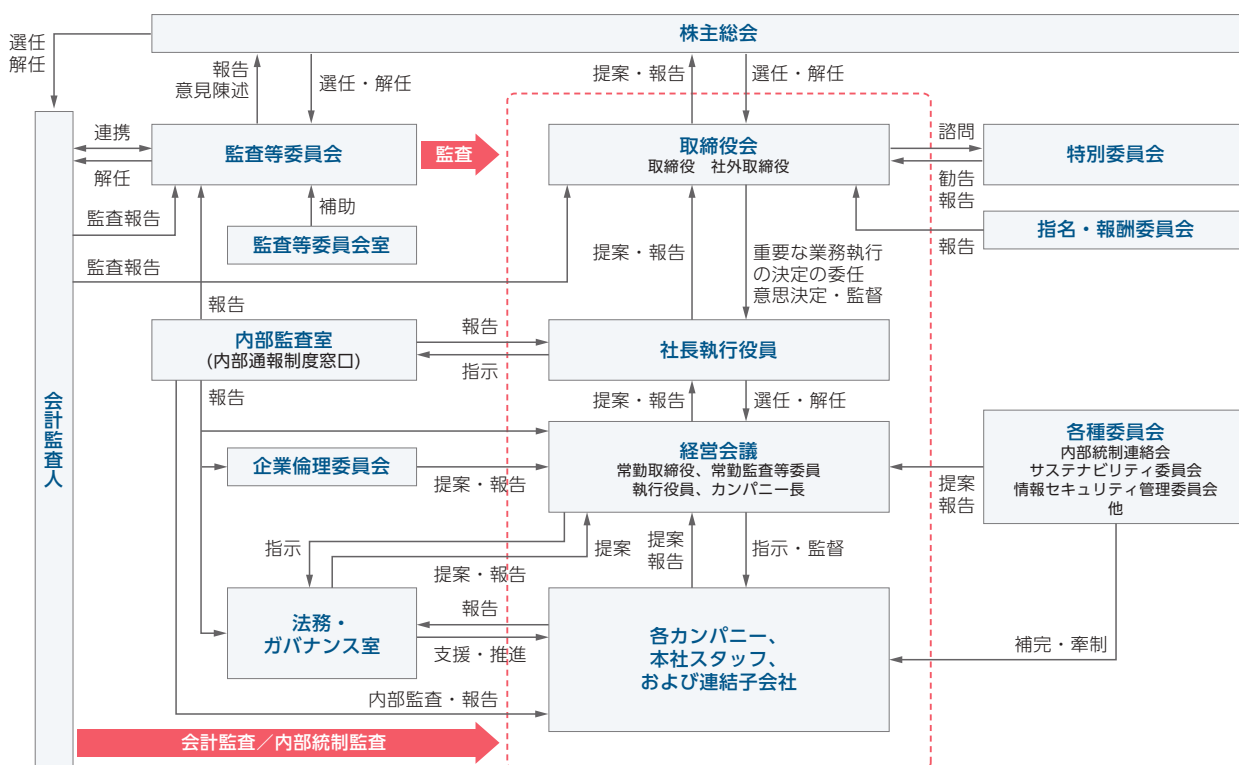 株主総会
選任
解任
報告
意見陳述
選任・解任
提案・報告
選任・解任
連携
解任
監査等委員会
監査
取締役会
取締役　社外取締役
諮問
勧告
報告
特別委員会
監査報告
補助
監査等委員会室
指名・報酬委員会
報告
監査報告
提案・報告
重要な業務執行
の決定の委任
意思決定・監督
報告
内部監査室
(内部通報制度窓口)
報告
指示
社長執行役員
報告
提案・報告
選任・解任
会計監査人
企業倫理委員会
提案・報告
経営会議
常勤取締役、常勤監査等委員
執行役員、カンパニー長
提案
報告
各種委員会
内部統制連絡会
サステナビリティ委員会
情報セキュリティ管理委員会
他
指示
提案・報告
提案
提案
報告
指示・監督
法務・
ガバナンス室
報告
支援・推進
各カンパニー、
本社スタッフ、
および連結子会社
補完・牽制
内部監査・報告
会計監査／内部統制監査